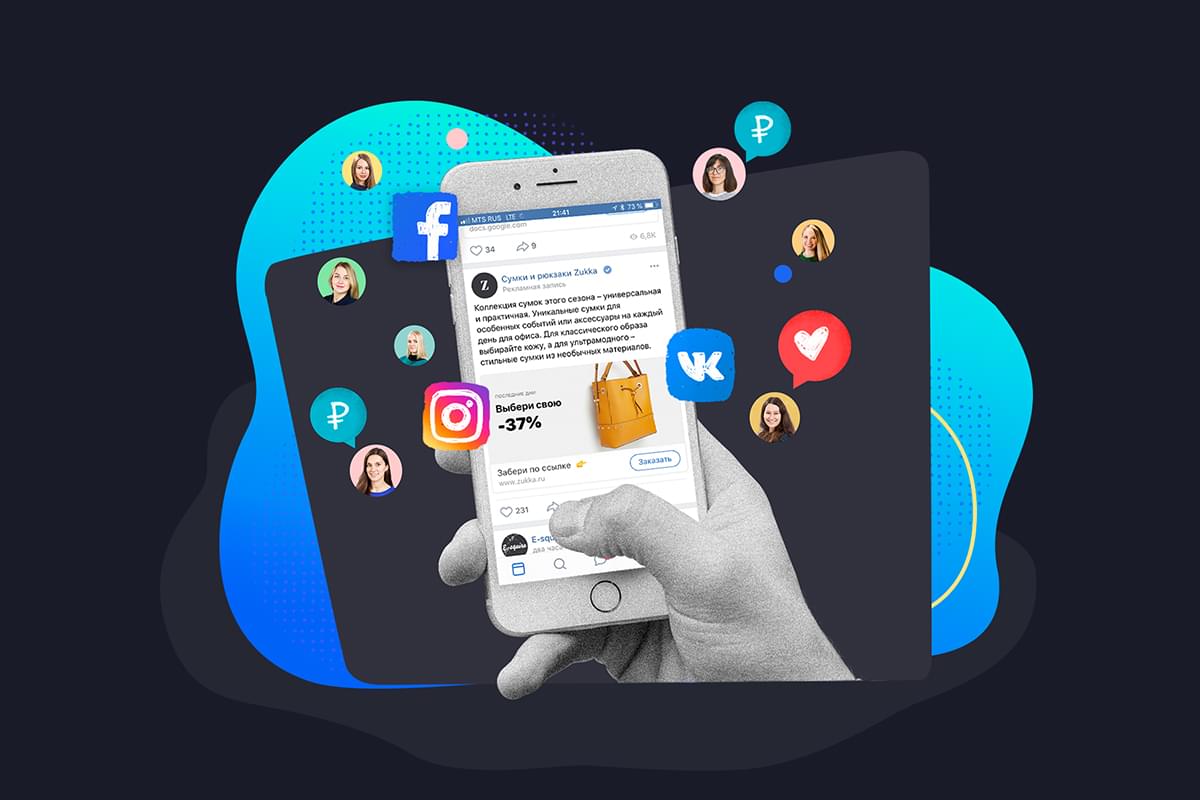 MTS RUS LTE 21:41 73 %
docs.google.com
34 9 6,8K
Z
Сумки и рюкзаки Zukka
Рекламная запись
Коллекция сумок этого сезона – универсальная
и практичная. Уникальные сумки для
особенных событий или аксессуары на каждый
день для офиса. Для классического образа
выбирайте кожу, а для ультрамодного –
стильные сумки из необычных материалов.
ПОСЛЕДНИЕ ДНИ
Выбери свою
-37%
Забери по ссылке 👉
www.zukka.ru
Заказать
231
E-squire
два часа
₽
₽
f
VK